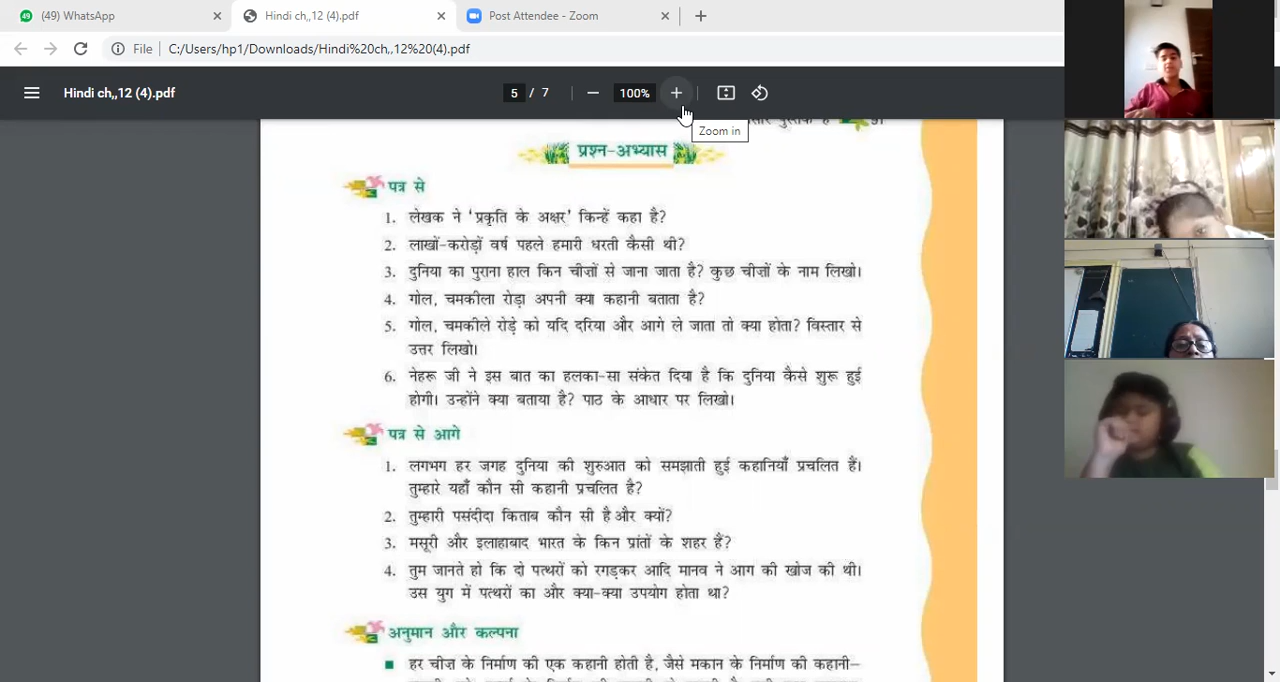 (49) WhatsApp
Hindi ch,,12 (4).pdf
Post Attendee - Zoom
File
C:/Users/hp1/Downloads/Hindi%20ch,,12%20(4).pdf
Hindi ch,,12 (4).pdf
5 / 7
100%
Zoom in
पुस्तक है 91
प्रश्न-अभ्यास
पत्र से
1. लेखक ने ‘प्रकृति के अक्षर’ किन्हें कहा है?
2. लाखों-करोड़ों वर्ष पहले हमारी धरती कैसी थी?
3. दुनिया का पुराना हाल किन चीज़ों से जाना जाता है? कुछ चीज़ों के नाम लिखो।
4. गोल, चमकीला रोड़ा अपनी क्या कहानी बताता है?
5. गोल, चमकीले रोड़े को यदि दरिया और आगे ले जाता तो क्या होता? विस्तार से
उत्तर लिखो।
6. नेहरू जी ने इस बात का हलका-सा संकेत दिया है कि दुनिया कैसे शुरू हुई
होगी। उन्होंने क्या बताया है? पाठ के आधार पर लिखो।
पत्र से आगे
1. लगभग हर जगह दुनिया की शुरुआत को समझाती हुई कहानियाँ प्रचलित हैं।
तुम्हारे यहाँ कौन सी कहानी प्रचलित है?
2. तुम्हारी पसंदीदा किताब कौन सी है और क्यों?
3. मसूरी और इलाहाबाद भारत के किन प्रांतों के शहर हैं?
4. तुम जानते हो कि दो पत्थरों को रगड़कर आदि मानव ने आग की खोज की थी।
उस युग में पत्थरों का और क्या-क्या उपयोग होता था?
अनुमान और कल्पना
हर चीज़ के निर्माण की एक कहानी होती है, जैसे मकान के निर्माण की कहानी–